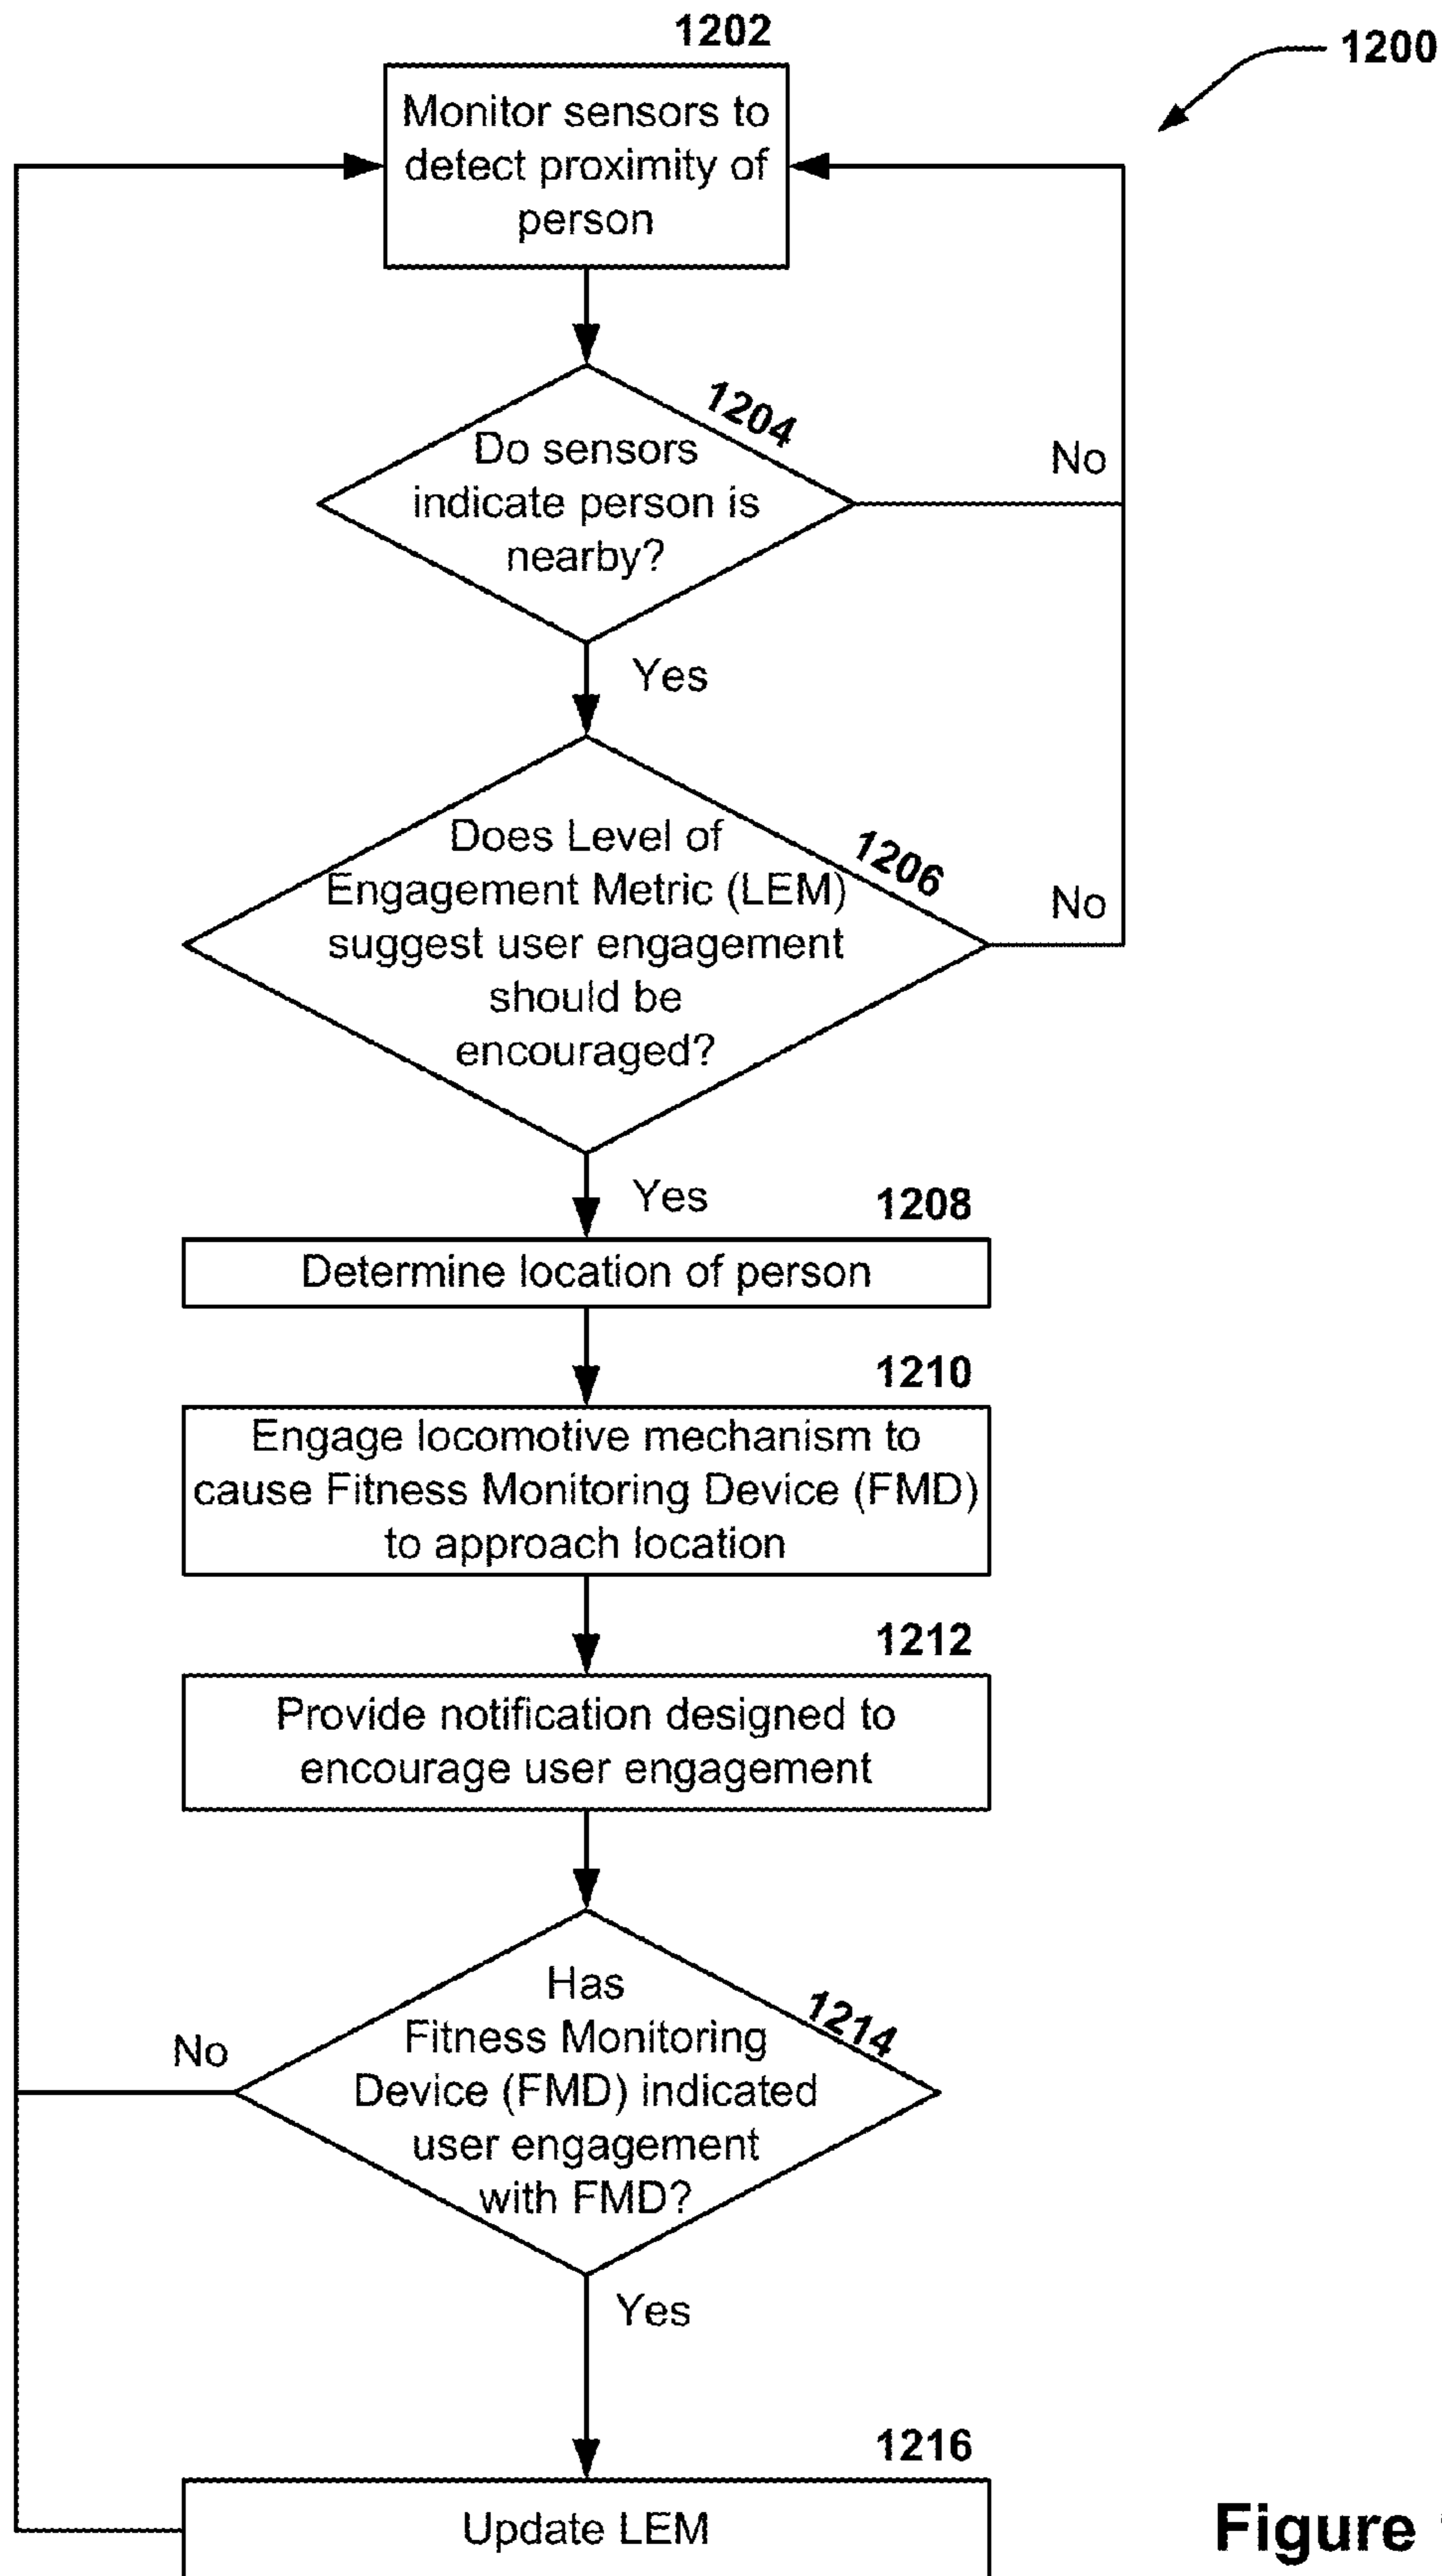 1202
1200
Monitor sensors to
detect proximity of
person
1204
Do sensors
indicate person is
nearby?
No
Yes
1206
Does Level of
Engagement Metric (LEM)
suggest user engagement
should be
encouraged?
No
Yes
1208
Determine location of person
1210
Engage locomotive mechanism to
cause Fitness Monitoring Device (FMD)
to approach location
1212
Provide notification designed to
encourage user engagement
1214
Has
Fitness Monitoring
Device (FMD) indicated
user engagement
with FMD?
No
Yes
1216
Update LEM
Figure